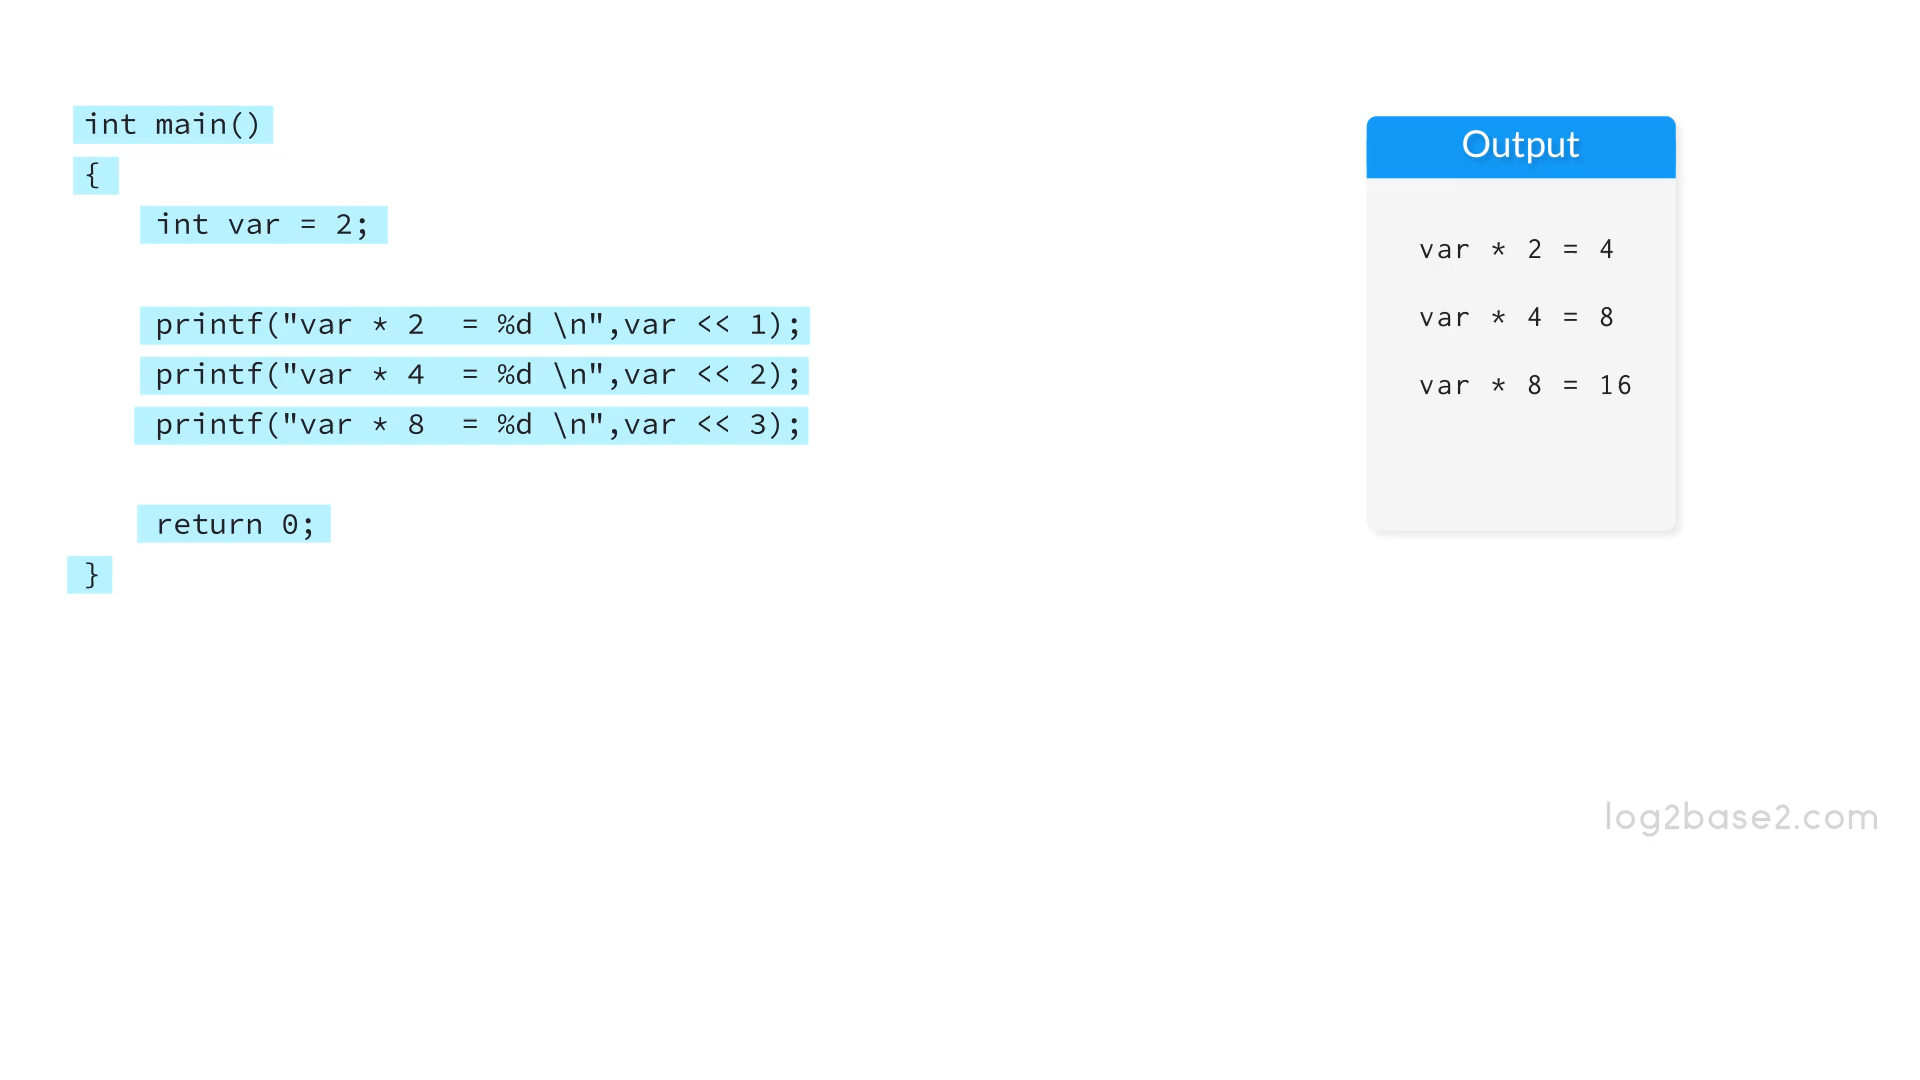 int main()
{
int var = 2;
printf("var * 2  = %d \n",var << 1);
printf("var * 4  = %d \n",var << 2);
printf("var * 8  = %d \n",var << 3);
return 0;
}
Output
var * 2 = 4
var * 4 = 8
var * 8 = 16
log2base2.com